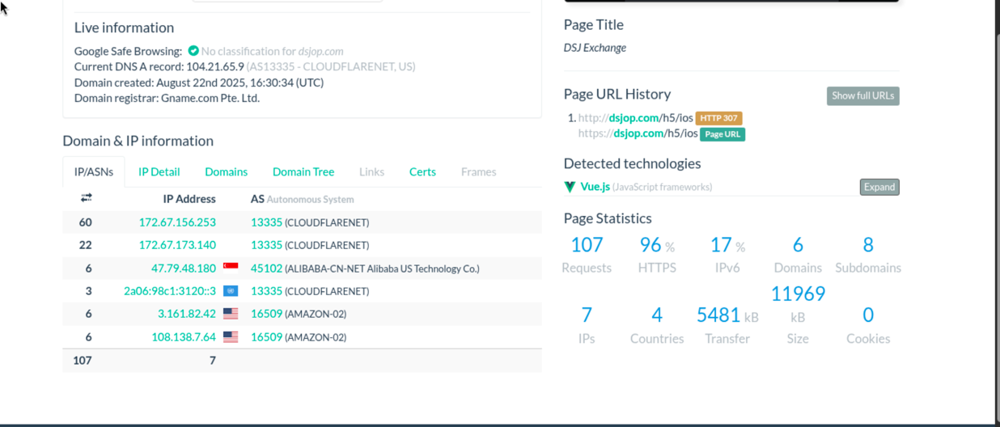 Live information
Google Safe Browsing: No classification for dsjop.com
Current DNS A record: 104.21.65.9 (AS13335 - CLOUDFLARENET, US)
Domain created: August 22nd 2025, 16:30:34 (UTC)
Domain registrar: Gname.com Pte. Ltd.
Domain & IP information
IP/ASNs IP Detail Domains Domain Tree Links Certs Frames
IP Address AS Autonomous System
60 172.67.156.253 13335 (CLOUDFLARENET)
22 172.67.173.140 13335 (CLOUDFLARENET)
6 47.79.48.180 45102 (ALIBABA-CN-NET Alibaba US Technology Co.)
3 2a06:98c1:3120::3 13335 (CLOUDFLARENET)
6 3.161.82.42 16509 (AMAZON-02)
6 108.138.7.64 16509 (AMAZON-02)
107 7
Page Title
DSJ Exchange
Page URL History Show full URLs
1. http://dsjop.com/h5/ios HTTP 307
https://dsjop.com/h5/ios Page URL
Detected technologies
Vue.js (JavaScript frameworks) Expand
Page Statistics
107 96 % 17 % 6 8
Requests HTTPS IPv6 Domains Subdomains
7 4 5481 kB 11969 kB 0
IPs Countries Transfer Size Cookies